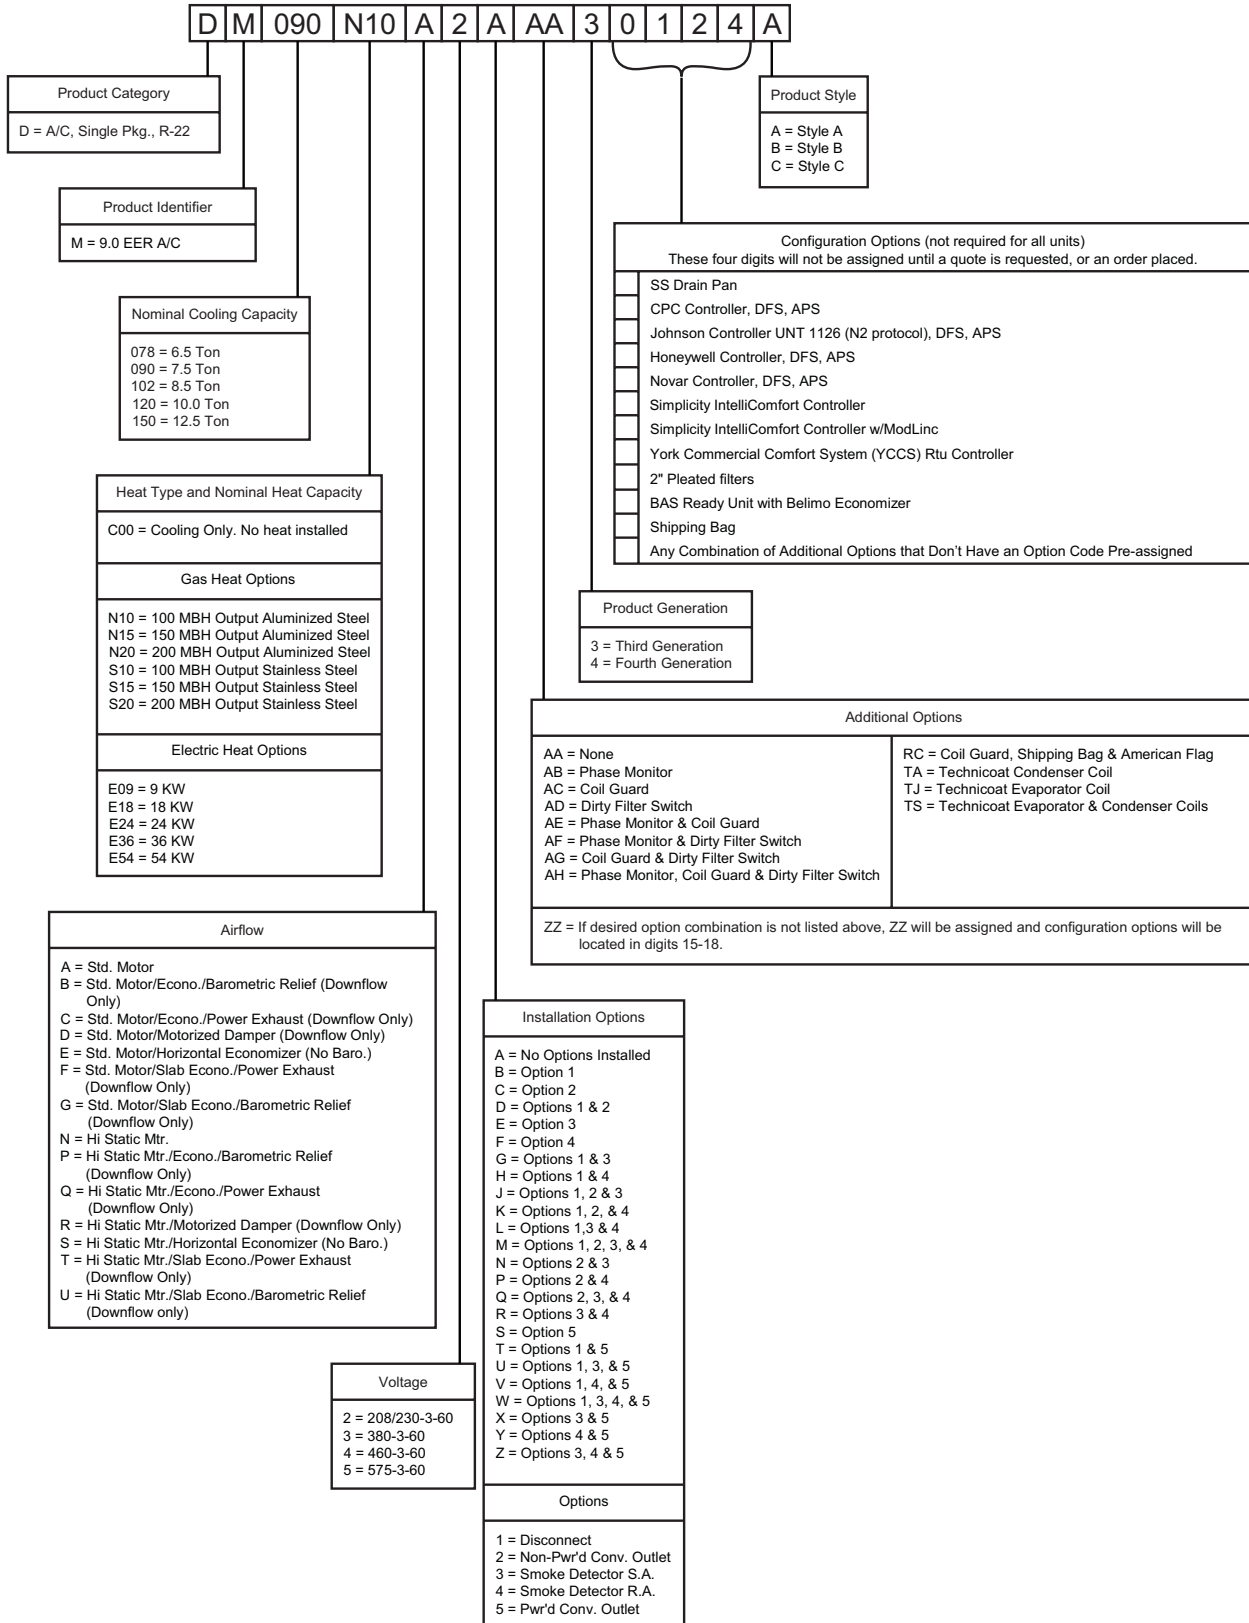 D M 090 N10 A 2 A AA 3 0 1 2 4 A
Product Category
D = A/C, Single Pkg., R-22
Product Identifier
M = 9.0 EER A/C
Nominal Cooling Capacity
078 = 6.5 Ton
090 = 7.5 Ton
102 = 8.5 Ton
120 = 10.0 Ton
150 = 12.5 Ton
Heat Type and Nominal Heat Capacity
C00 = Cooling Only. No heat installed
Gas Heat Options
N10 = 100 MBH Output Aluminized Steel
N15 = 150 MBH Output Aluminized Steel
N20 = 200 MBH Output Aluminized Steel
S10 = 100 MBH Output Stainless Steel
S15 = 150 MBH Output Stainless Steel
S20 = 200 MBH Output Stainless Steel
Electric Heat Options
E09 = 9 KW
E18 = 18 KW
E24 = 24 KW
E36 = 36 KW
E54 = 54 KW
Airflow
A = Std. Motor
B = Std. Motor/Econo./Barometric Relief (Downflow
Only)
C = Std. Motor/Econo./Power Exhaust (Downflow Only)
D = Std. Motor/Motorized Damper (Downflow Only)
E = Std. Motor/Horizontal Economizer (No Baro.)
F = Std. Motor/Slab Econo./Power Exhaust
(Downflow Only)
G = Std. Motor/Slab Econo./Barometric Relief
(Downflow Only)
N = Hi Static Mtr.
P = Hi Static Mtr./Econo./Barometric Relief
(Downflow Only)
Q = Hi Static Mtr./Econo./Power Exhaust
(Downflow Only)
R = Hi Static Mtr./Motorized Damper (Downflow Only)
S = Hi Static Mtr./Horizontal Economizer (No Baro.)
T = Hi Static Mtr./Slab Econo./Power Exhaust
(Downflow Only)
U = Hi Static Mtr./Slab Econo./Barometric Relief
(Downflow only)
Voltage
2 = 208/230-3-60
3 = 380-3-60
4 = 460-3-60
5 = 575-3-60
Installation Options
A = No Options Installed
B = Option 1
C = Option 2
D = Options 1 & 2
E = Option 3
F = Option 4
G = Options 1 & 3
H = Options 1 & 4
J = Options 1, 2 & 3
K = Options 1, 2, & 4
L = Options 1,3 & 4
M = Options 1, 2, 3, & 4
N = Options 2 & 3
P = Options 2 & 4
Q = Options 2, 3, & 4
R = Options 3 & 4
S = Option 5
T = Options 1 & 5
U = Options 1, 3, & 5
V = Options 1, 4, & 5
W = Options 1, 3, 4, & 5
X = Options 3 & 5
Y = Options 4 & 5
Z = Options 3, 4 & 5
Options
1 = Disconnect
2 = Non-Pwr'd Conv. Outlet
3 = Smoke Detector S.A.
4 = Smoke Detector R.A.
5 = Pwr'd Conv. Outlet
Additional Options
AA = None
AB = Phase Monitor
AC = Coil Guard
AD = Dirty Filter Switch
AE = Phase Monitor & Coil Guard
AF = Phase Monitor & Dirty Filter Switch
AG = Coil Guard & Dirty Filter Switch
AH = Phase Monitor, Coil Guard & Dirty Filter Switch
RC = Coil Guard, Shipping Bag & American Flag
TA = Technicoat Condenser Coil
TJ = Technicoat Evaporator Coil
TS = Technicoat Evaporator & Condenser Coils
ZZ = If desired option combination is not listed above, ZZ will be assigned and configuration options will be
located in digits 15-18.
Product Generation
3 = Third Generation
4 = Fourth Generation
Configuration Options (not required for all units)
These four digits will not be assigned until a quote is requested, or an order placed.
SS Drain Pan
CPC Controller, DFS, APS
Johnson Controller UNT 1126 (N2 protocol), DFS, APS
Honeywell Controller, DFS, APS
Novar Controller, DFS, APS
Simplicity IntelliComfort Controller
Simplicity IntelliComfort Controller w/ModLinc
York Commercial Comfort System (YCCS) Rtu Controller
2" Pleated filters
BAS Ready Unit with Belimo Economizer
Shipping Bag
Any Combination of Additional Options that Don't Have an Option Code Pre-assigned
Product Style
A = Style A
B = Style B
C = Style C